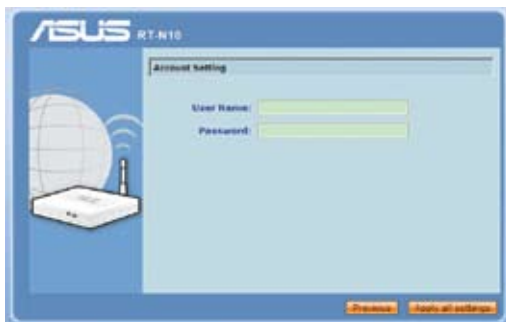 ASUS RT-N10
Account Setting
User Name:
Password:
Previous Apply all settings